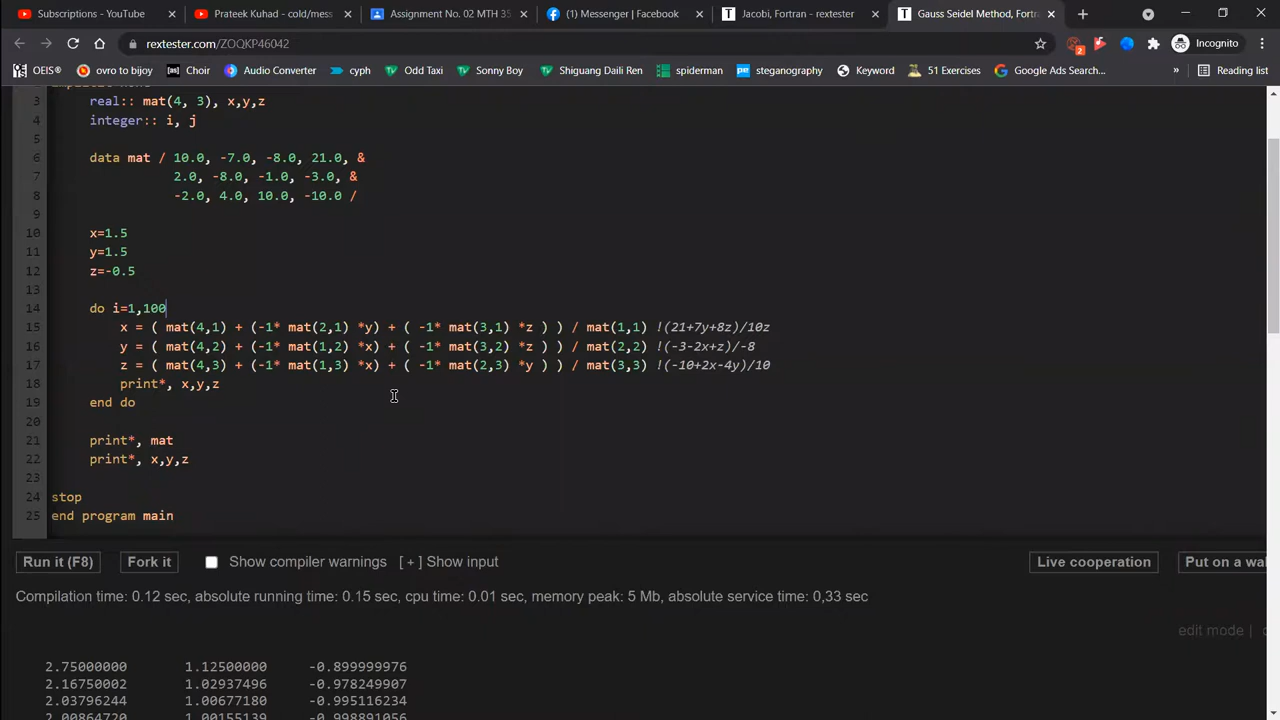 Subscriptions - YouTube
Prateek Kuhad - cold/mess
Assignment No. 02 MTH 35
(1) Messenger | Facebook
Jacobi, Fortran - rextester
Gauss Seidel Method, Fortra
rextester.com/ZOQKP46042
Incognito
OEIS®
ovro to bijoy
Choir
Audio Converter
cyph
Odd Taxi
Sonny Boy
Shiguang Daili Ren
spiderman
steganography
Keyword
51 Exercises
Google Ads Search...
»
Reading list
3 real:: mat(4, 3), x,y,z
4 integer:: i, j
5
6 data mat / 10.0, -7.0, -8.0, 21.0, &
7 2.0, -8.0, -1.0, -3.0, &
8 -2.0, 4.0, 10.0, -10.0 /
9
10 x=1.5
11 y=1.5
12 z=-0.5
13
14 do i=1,100
15 x = ( mat(4,1) + (-1* mat(2,1) *y) + ( -1* mat(3,1) *z ) ) / mat(1,1) !(21+7y+8z)/10z
16 y = ( mat(4,2) + (-1* mat(1,2) *x) + ( -1* mat(3,2) *z ) ) / mat(2,2) !(-3-2x+z)/-8
17 z = ( mat(4,3) + (-1* mat(1,3) *x) + ( -1* mat(2,3) *y ) ) / mat(3,3) !(-10+2x-4y)/10
18 print*, x,y,z
19 end do
20
21 print*, mat
22 print*, x,y,z
23
24 stop
25 end program main
Run it (F8)
Fork it
Show compiler warnings
[ + ] Show input
Live cooperation
Put on a wal
Compilation time: 0.12 sec, absolute running time: 0.15 sec, cpu time: 0.01 sec, memory peak: 5 Mb, absolute service time: 0,33 sec
edit mode |
2.75000000 1.12500000 -0.899999976
2.16750002 1.02937496 -0.978249907
2.03796244 1.00677180 -0.995116234
2.00864720 1.00155139 -0.998891056